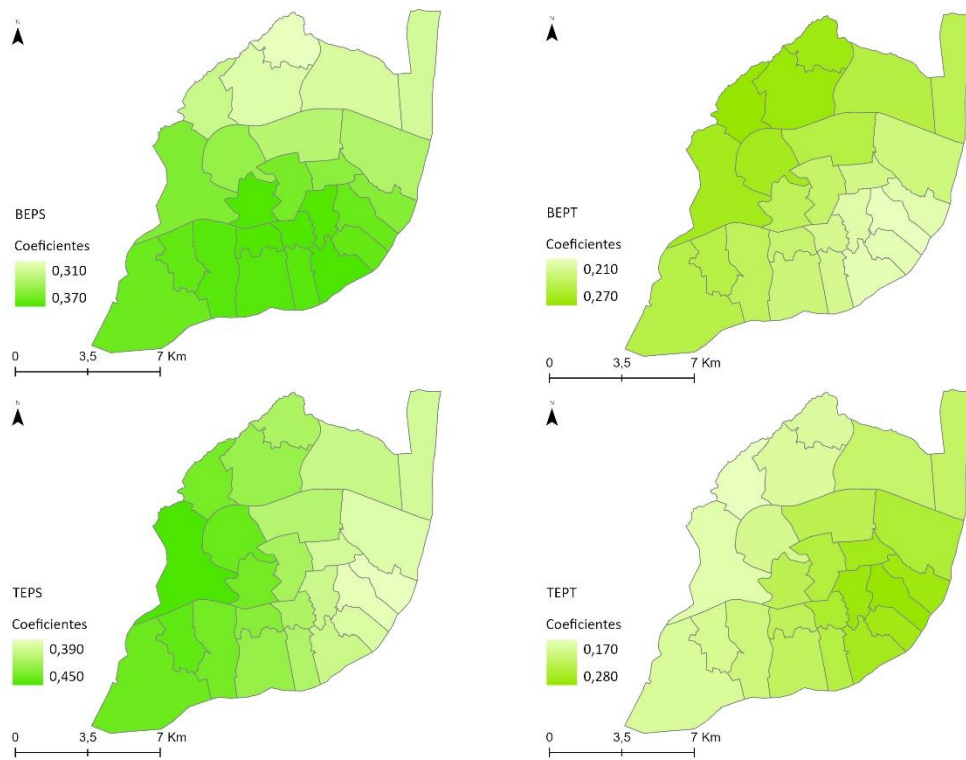 N
BEPS
Coeficientes
0,310
0,370
0 3,5 7 Km
N
BEPT
Coeficientes
0,210
0,270
0 3,5 7 Km
N
TEPS
Coeficientes
0,390
0,450
0 3,5 7 Km
N
TEPT
Coeficientes
0,170
0,280
0 3,5 7 Km